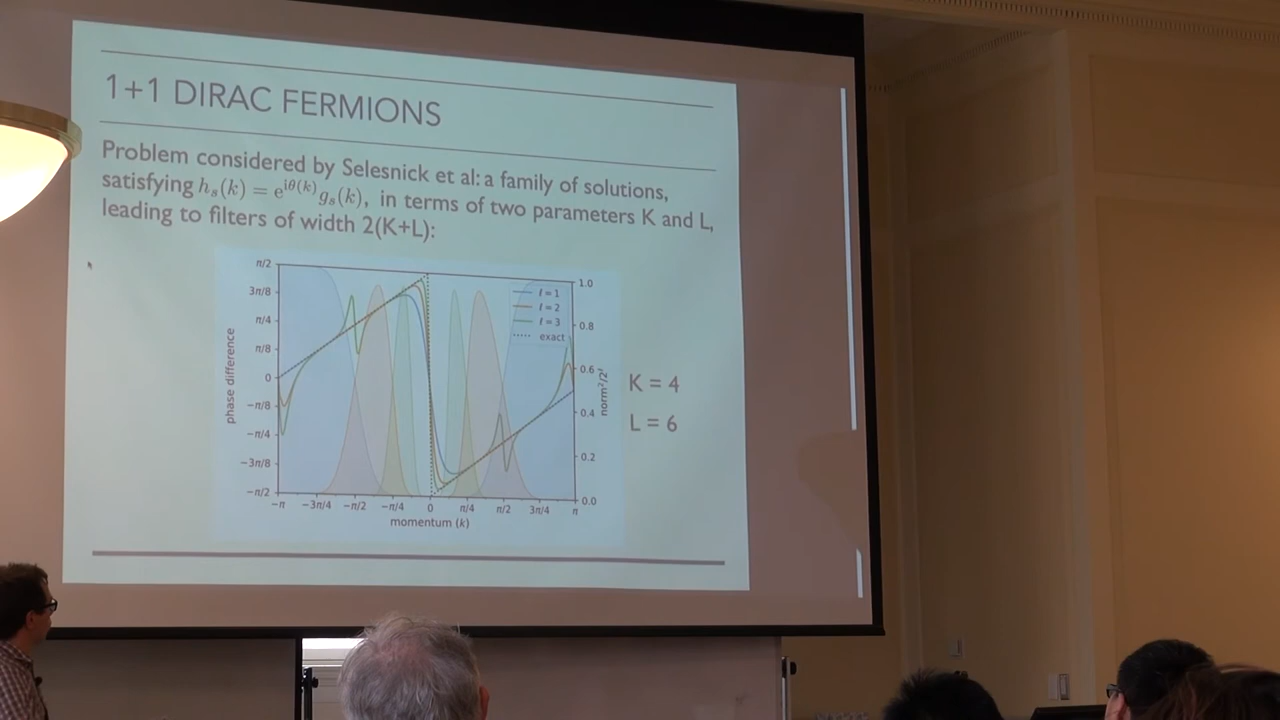 1+1 DIRAC FERMIONS
Problem considered by Selesnick et al: a family of solutions,
satisfying hₛ(k) = e^{iθ(k)}gₛ(k), in terms of two parameters K and L,
leading to filters of width 2(K+L):
π/2
3π/8
π/4
π/8
0
−π/8
−π/4
−3π/8
−π/2
phase difference
−π −3π/4 −π/2 −π/4 0 π/4 π/2 3π/4 π
momentum (k)
ℓ = 1
ℓ = 2
ℓ = 3
exact
1.0
0.8
0.6
0.4
0.2
0.0
norm²/2^ℓ
K = 4
L = 6